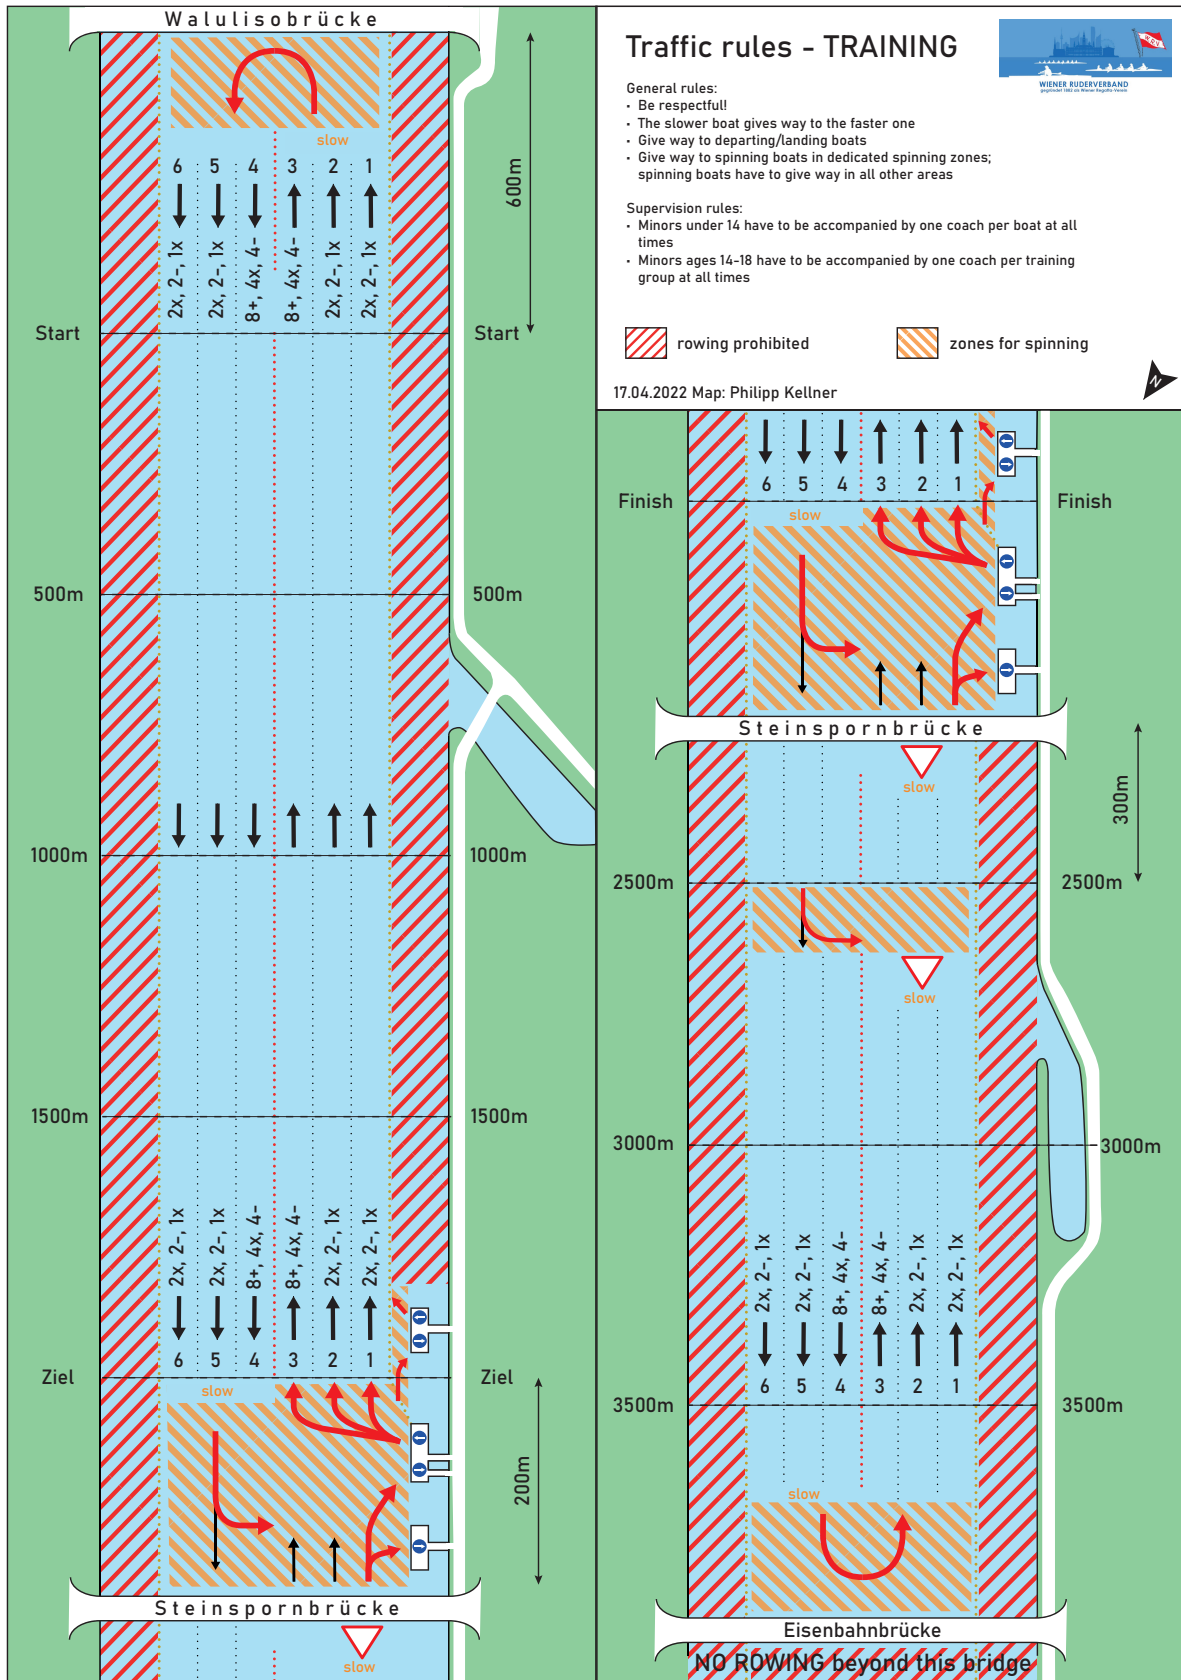 Walulisobrücke
slow
6 5 4 3 2 1
2x, 2-, 1x
2x, 2-, 1x
8+, 4x, 4-
8+, 4x, 4-
2x, 2-, 1x
2x, 2-, 1x
600m
Start Start
500m 500m
1000m 1000m
1500m 1500m
2x, 2-, 1x
2x, 2-, 1x
8+, 4x, 4-
8+, 4x, 4-
2x, 2-, 1x
2x, 2-, 1x
6 5 4 3 2 1
Ziel Ziel
slow
200m
Steinspornbrücke
slow
Traffic rules - TRAINING
W.R.V.
WIENER RUDERVERBAND
gegründet 1882 als Wiener Regatta-Verein
General rules:
- Be respectful!
- The slower boat gives way to the faster one
- Give way to departing/landing boats
- Give way to spinning boats in dedicated spinning zones;
spinning boats have to give way in all other areas
Supervision rules:
- Minors under 14 have to be accompanied by one coach per boat at all
times
- Minors ages 14-18 have to be accompanied by one coach per training
group at all times
rowing prohibited zones for spinning
17.04.2022 Map: Philipp Kellner
N
6 5 4 3 2 1
Finish Finish
slow
Steinspornbrücke
slow
300m
2500m 2500m
slow
3000m 3000m
2x, 2-, 1x
2x, 2-, 1x
8+, 4x, 4-
8+, 4x, 4-
2x, 2-, 1x
2x, 2-, 1x
6 5 4 3 2 1
3500m 3500m
slow
Eisenbahnbrücke
NO ROWING beyond this bridge